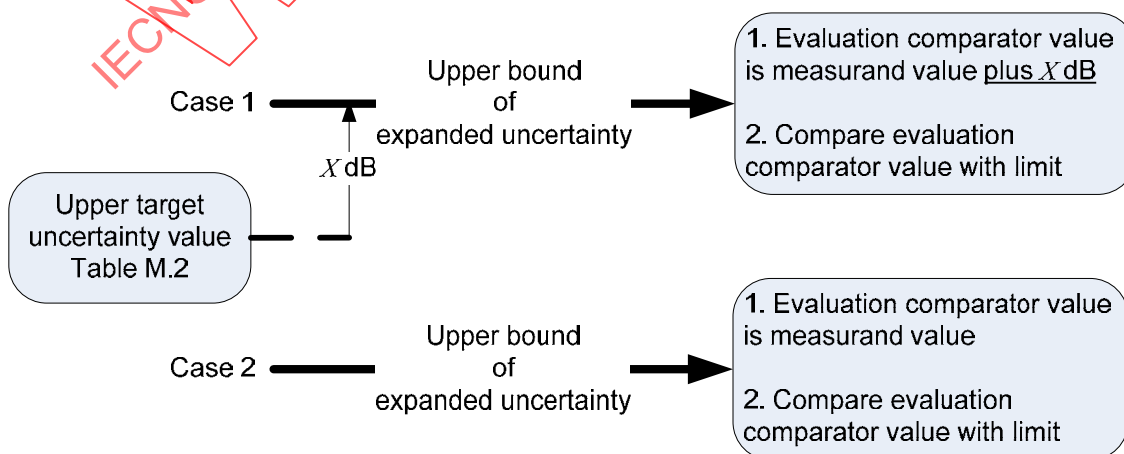 IECNO
Case 1
Upper bound
of
expanded uncertainty
1. Evaluation comparator value
is measurand value plus X dB
2. Compare evaluation
comparator value with limit
X dB
Upper target
uncertainty value
Table M.2
Case 2
Upper bound
of
expanded uncertainty
1. Evaluation comparator value
is measurand value
2. Compare evaluation
comparator value with limit